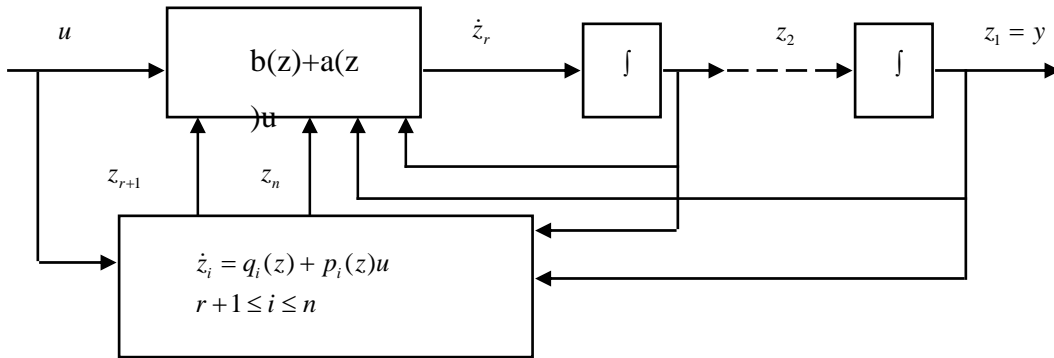 u
b(z)+a(z
)u
ż_r
∫
z_2
∫
z_1 = y
z_{r+1}
z_n
ż_i = q_i(z) + p_i(z)u
r + 1 ≤ i ≤ n